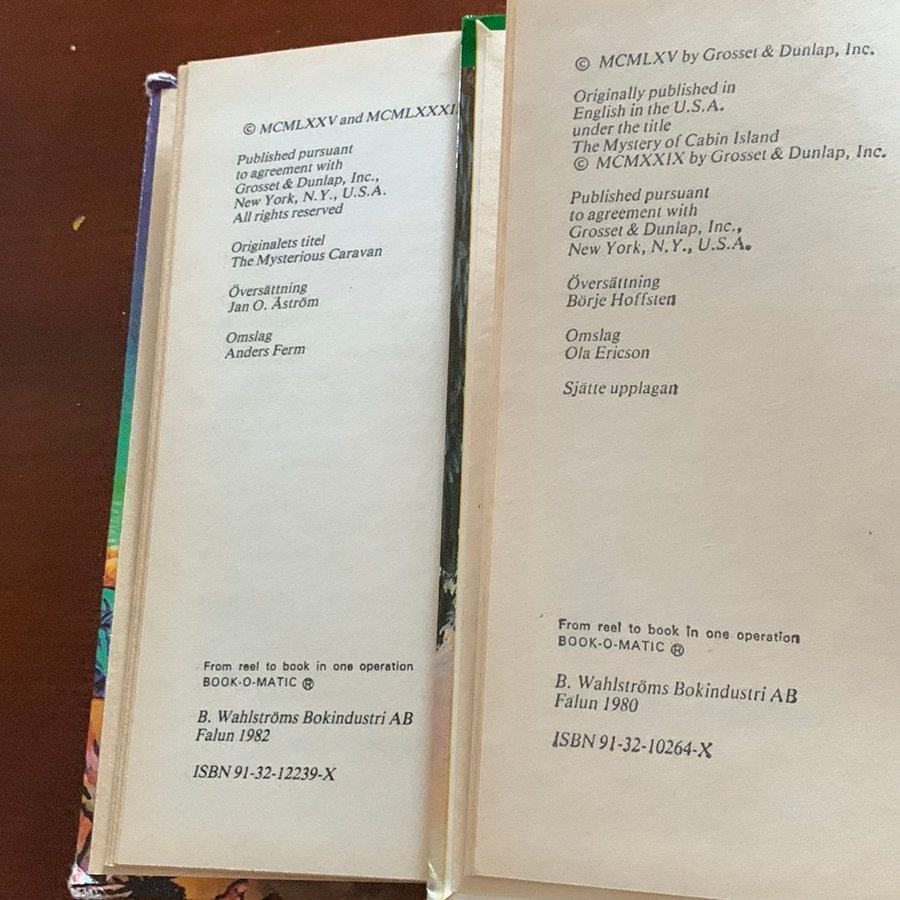 © MCMLXXV and
Published pursuant
to agreement with
Grosset & Dunlap, Inc.,
New York, N.Y., U.S.A.
All rights reserved
Originalets titel
The Mysterious Caravan
Översättning
Jan O. Åström
Omslag
Anders Ferm
From reel to book in one operation
BOOK-O-MATIC ®
B. Wahlströms Bokindustri AB
Falun 1982
ISBN 91-32-12239-X
© MCMLXV by Grosset & Dunlap, Inc.
Originally published in
English in the U.S.A.
under the title
The Mystery of Cabin Island
© MCMXXIX by Grosset & Dunlap, Inc.
Published pursuant
to agreement with
Grosset & Dunlap, Inc.,
New York, N.Y., U.S.A.
Översättning
Börje Hoffsten
Omslag
Ola Ericson
Sjätte upplagan
From reel to book in one operation
BOOK-O-MATIC ®
B. Wahlströms Bokindustri AB
Falun 1980
ISBN 91-32-10264-X